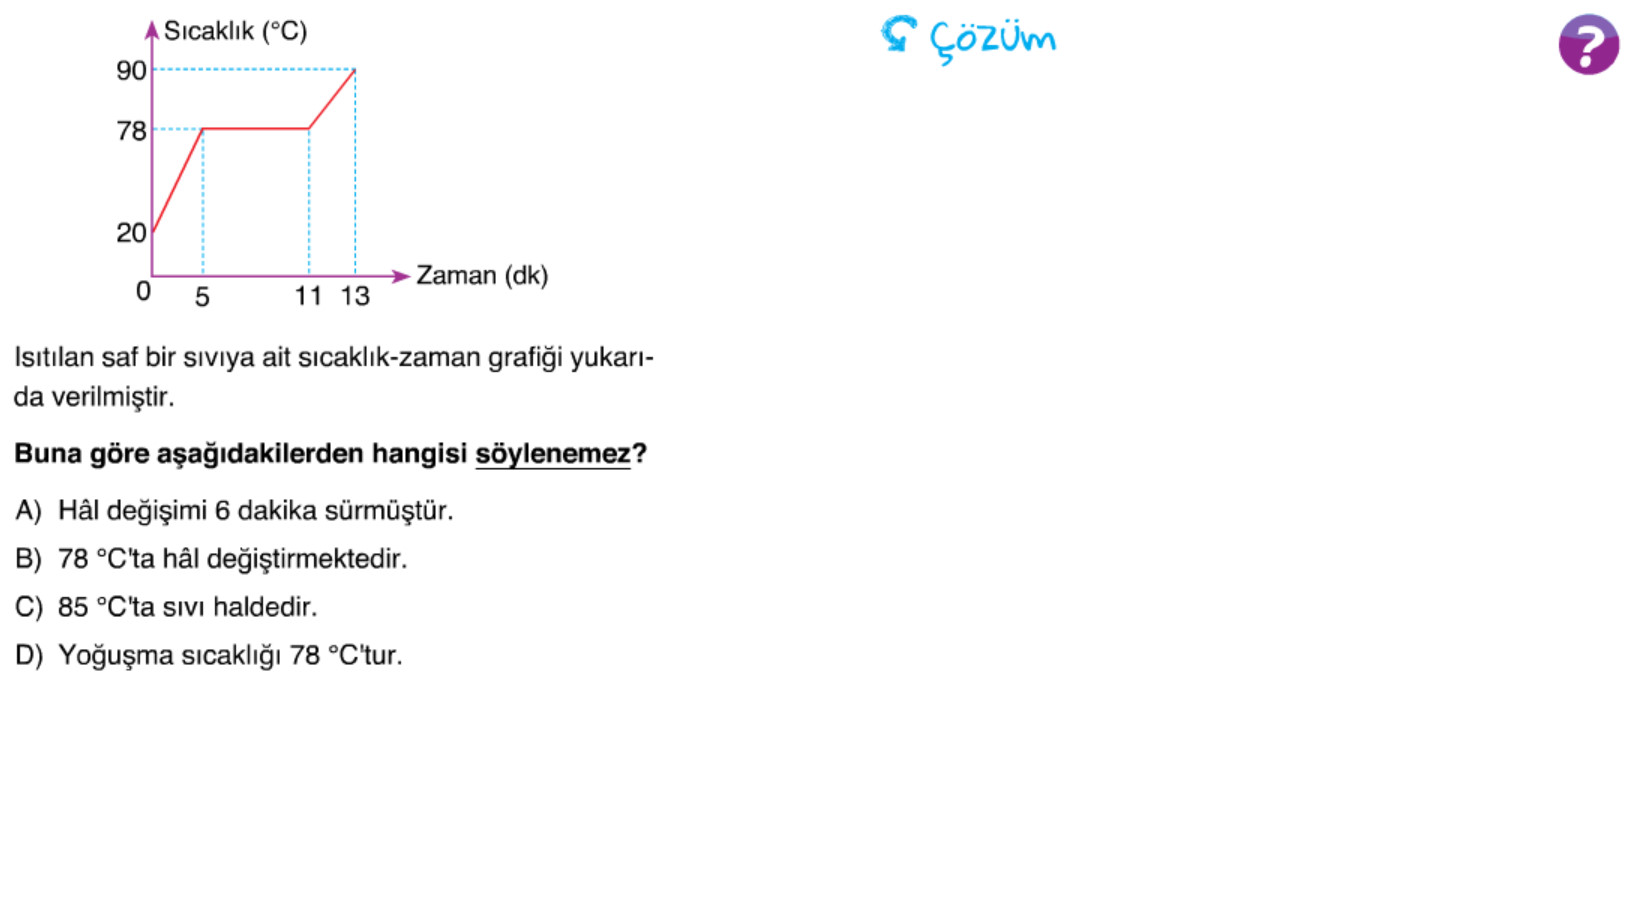 Sıcaklık (°C)
90
78
20
0
5
11
13
Zaman (dk)
Isıtılan saf bir sıvıya ait sıcaklık-zaman grafiği yukarı-
da verilmiştir.
Buna göre aşağıdakilerden hangisi söylenemez?
A) Hâl değişimi 6 dakika sürmüştür.
B) 78 °C'ta hâl değiştirmektedir.
C) 85 °C'ta sıvı haldedir.
D) Yoğuşma sıcaklığı 78 °C'tur.
Çözüm
?